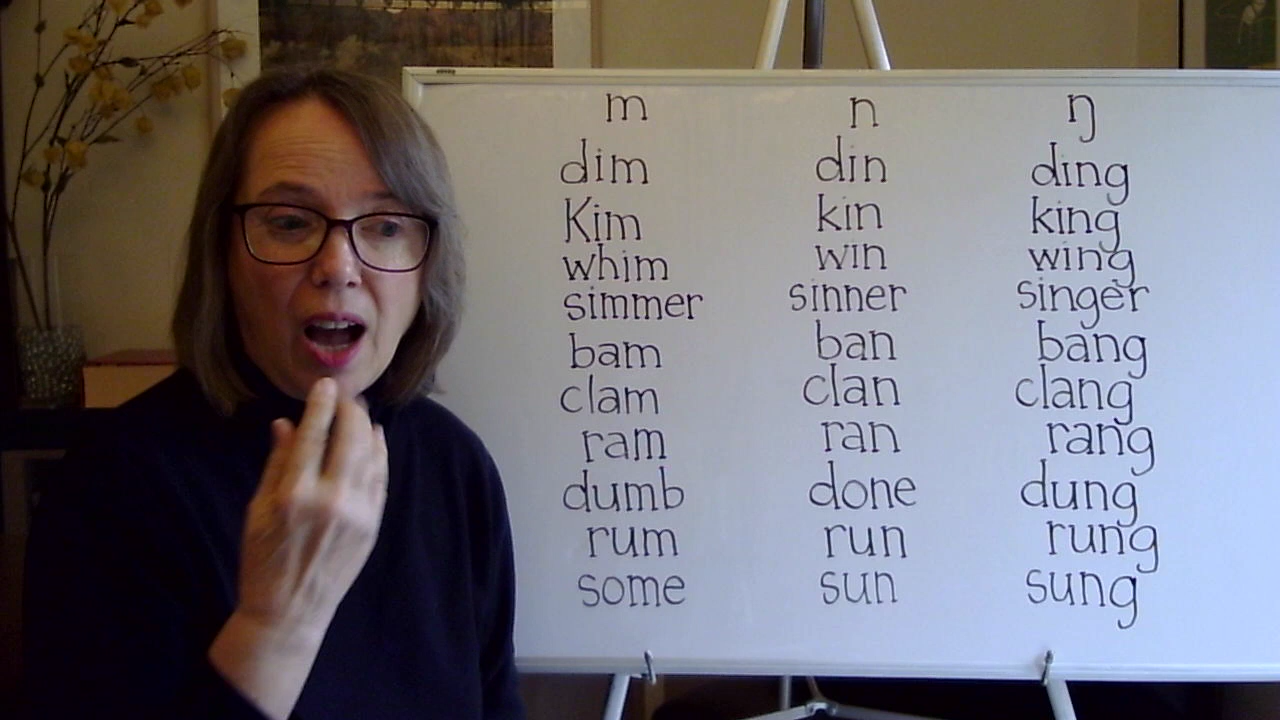 m n ŋ
dim din ding
Kim kin king
whim win wing
simmer sinner singer
bam ban bang
clam clan clang
ram ran rang
dumb done dung
rum run rung
some sun sung